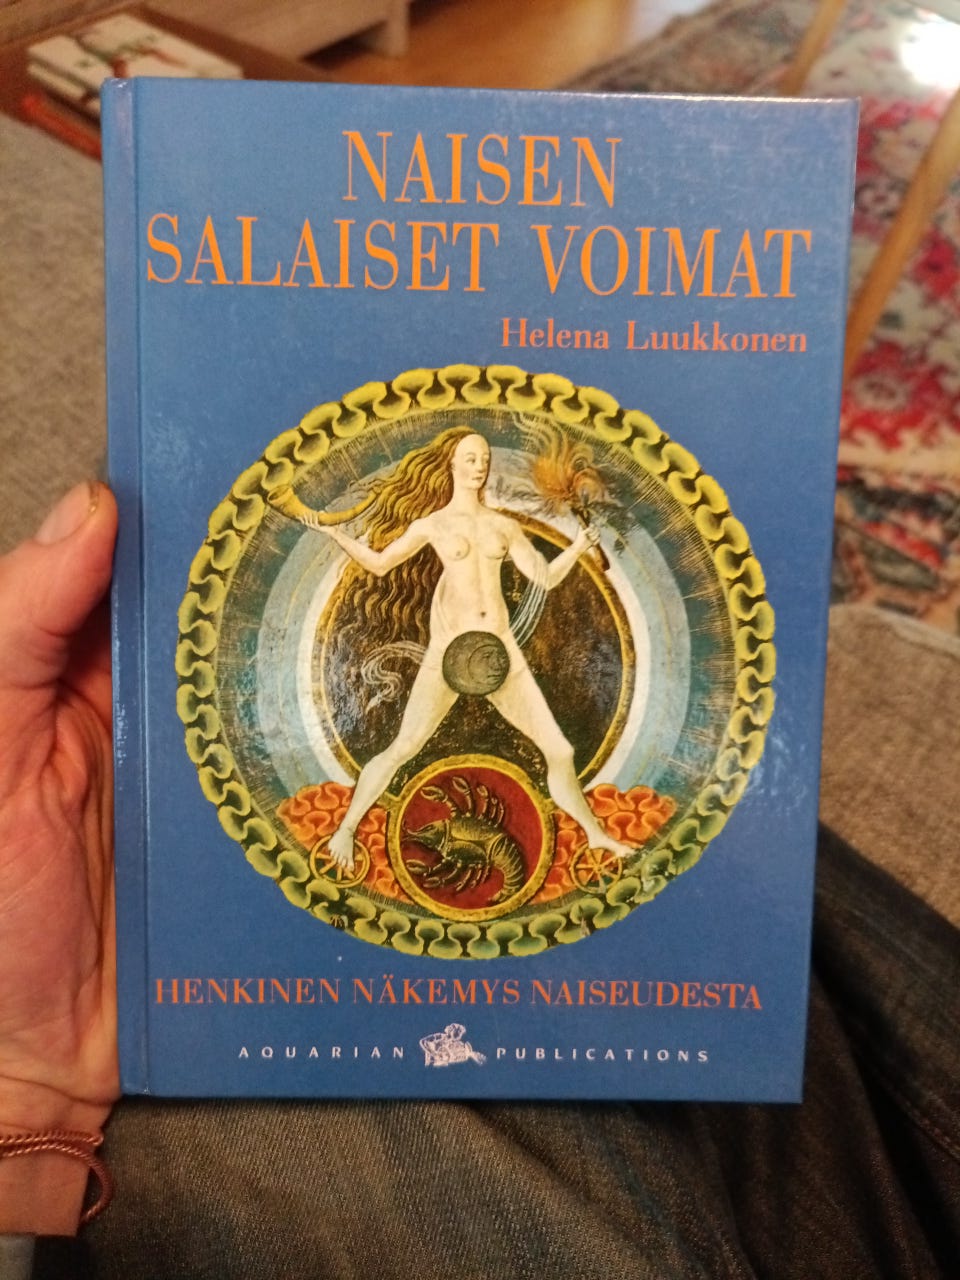 NAISEN
SALAISET VOIMAT
Helena Luukkonen
HENKINEN NÄKEMYS NAISEUDESTA
AQUARIAN PUBLICATIONS